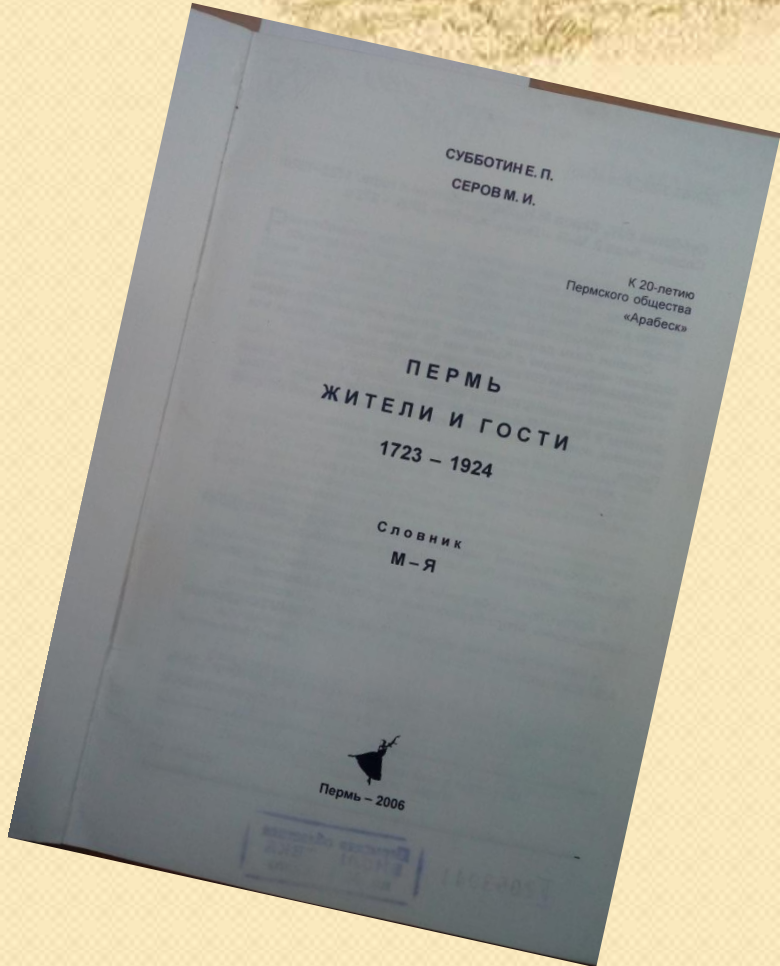 СУББОТИН Е. П.
СЕРОВ М. И.
К 20-летию
Пермского общества
«Арабеск»
ПЕРМЬ
ЖИТЕЛИ И ГОСТИ
1723 – 1924
Словник
М – Я
Пермь – 2006